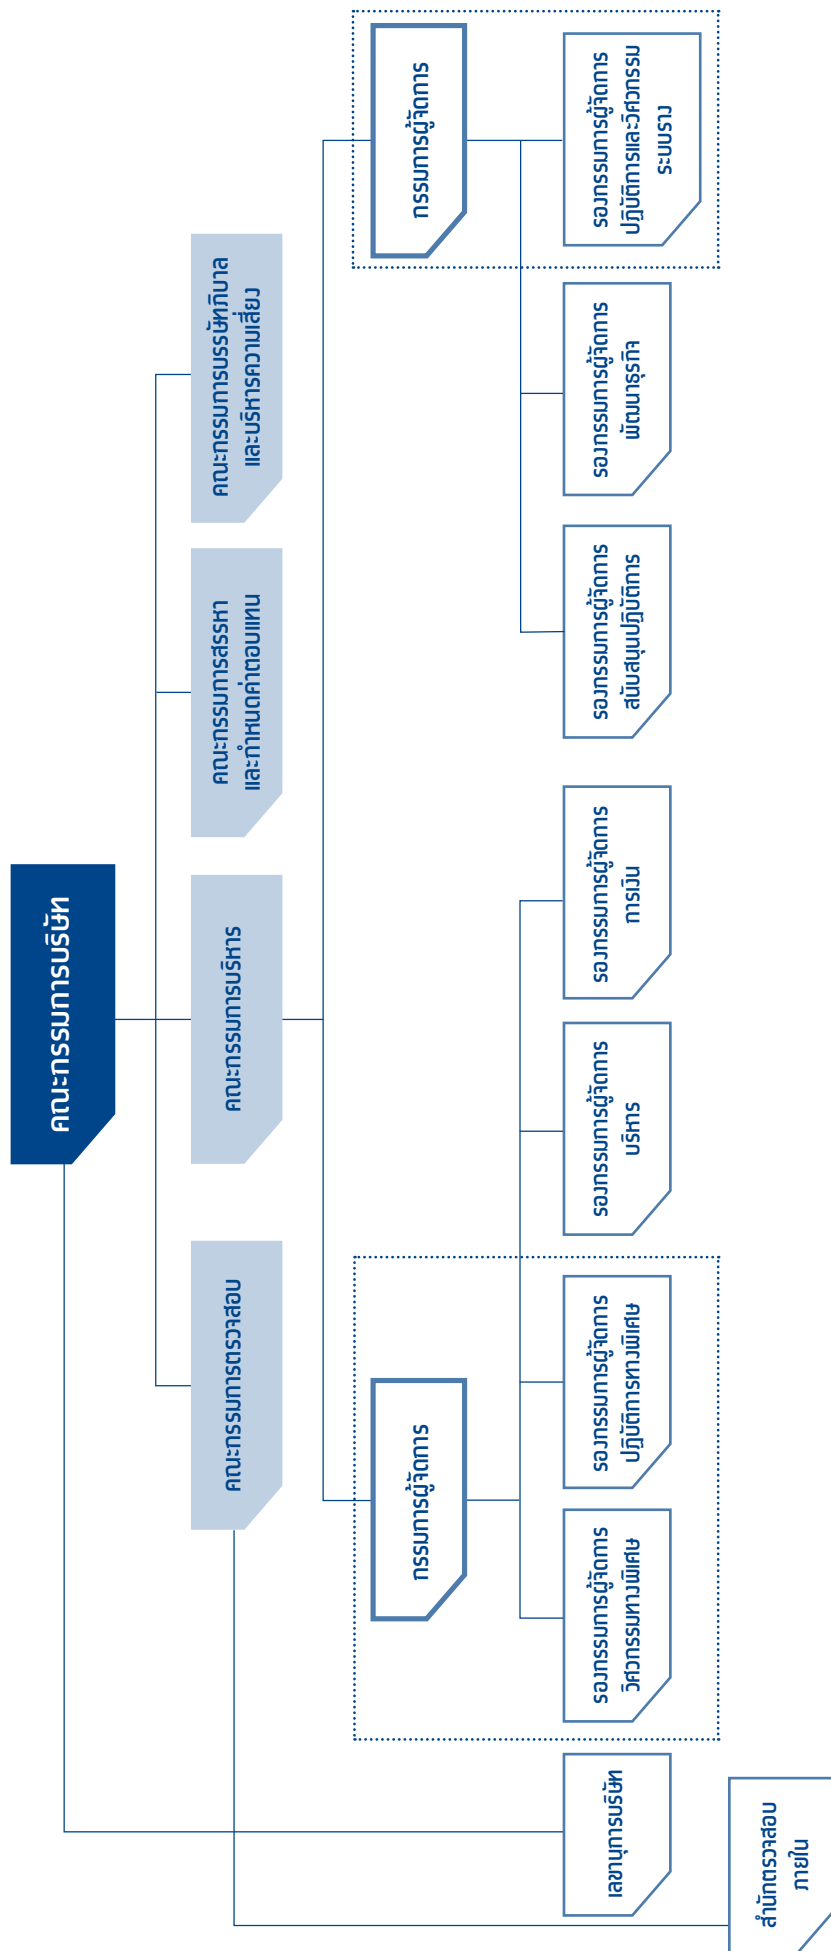 คณะกรรมการบริษัท
คณะกรรมการตรวจสอบ
คณะกรรมการบริหาร
คณะกรรมการสรรหา
และกำหนดค่าตอบแทน
คณะกรรมการบรรษัทภิบาล
และบริหารความเสี่ยง
กรรมการผู้จัดการ
กรรมการผู้จัดการ
เลขานุการบริษัท
รองกรรมการผู้จัดการ
วิศวกรรมทางพิเศษ
รองกรรมการผู้จัดการ
ปฏิบัติการทางพิเศษ
รองกรรมการผู้จัดการ
บริหาร
รองกรรมการผู้จัดการ
การเงิน
รองกรรมการผู้จัดการ
สนับสนุนปฏิบัติการ
รองกรรมการผู้จัดการ
พัฒนาธุรกิจ
รองกรรมการผู้จัดการ
ปฏิบัติการและวิศวกรรม
ระบบราง
สำนักตรวจสอบ
ภายใน